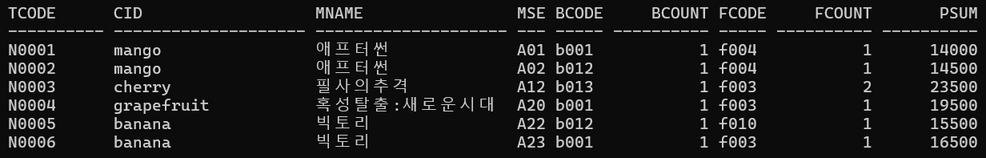 TCODE CID MNAME MSE BCODE BCOUNT FCODE FCOUNT PSUM
---------- -------------------- -------------------- --- ----- ---------- ----- ---------- ----------
N0001 mango 애프터썬 A01 b001 1 f004 1 14000
N0002 mango 애프터썬 A02 b012 1 f004 1 14500
N0003 cherry 필사의추격 A12 b013 1 f003 2 23500
N0004 grapefruit 혹성탈출:새로운시대 A20 b001 1 f003 1 19500
N0005 banana 빅토리 A22 b012 1 f010 1 15500
N0006 banana 빅토리 A23 b001 1 f003 1 16500